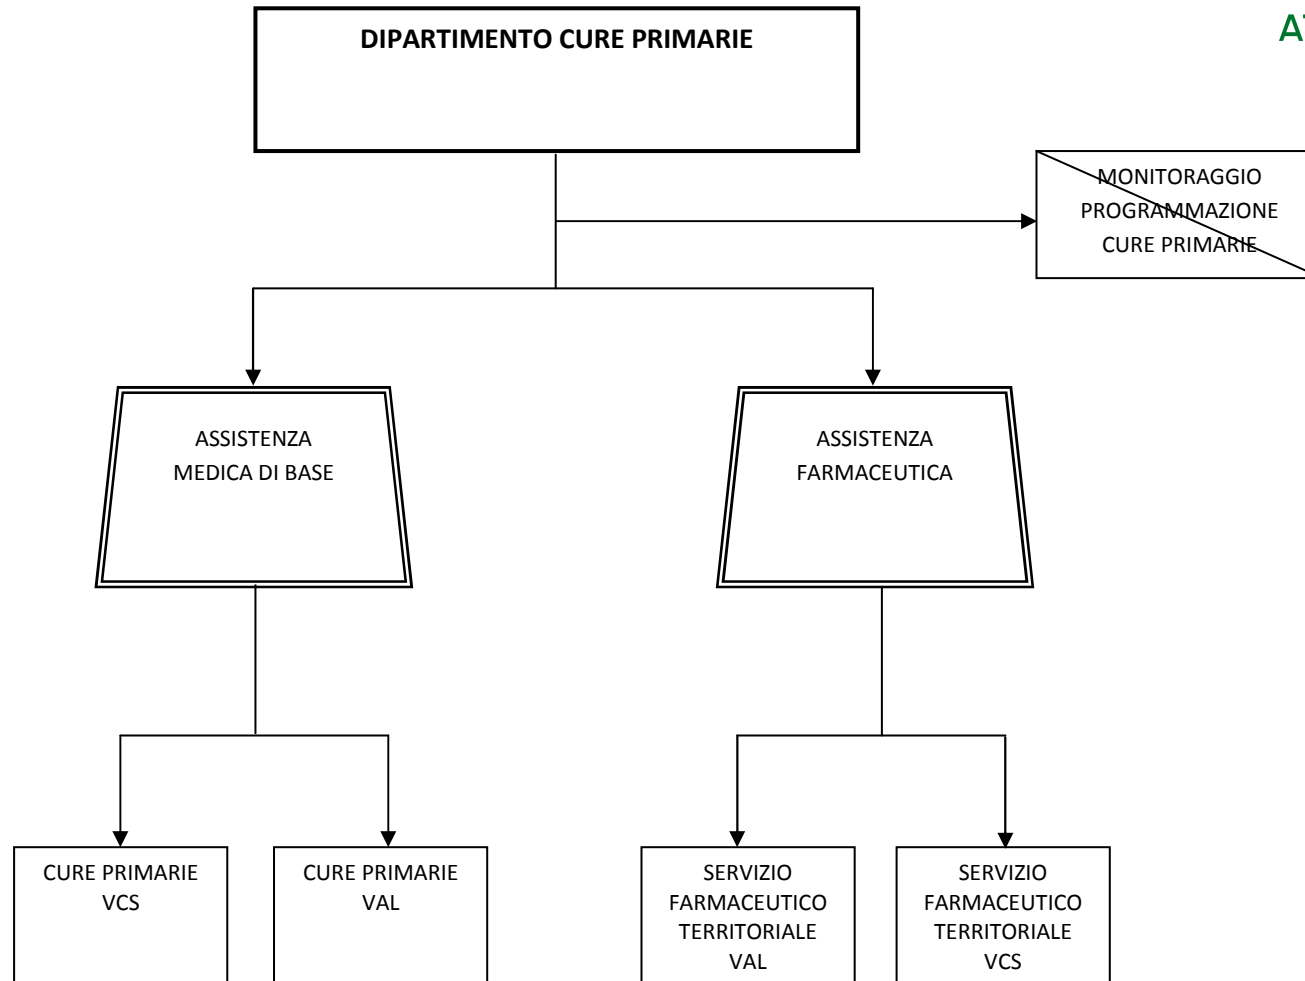 DIPARTIMENTO CURE PRIMARIE
AT
MONITORAGGIO
PROGRAMMAZIONE
CURE PRIMARIE
ASSISTENZA
MEDICA DI BASE
ASSISTENZA
FARMACEUTICA
CURE PRIMARIE
VCS
CURE PRIMARIE
VAL
SERVIZIO
FARMACEUTICO
TERRITORIALE
VAL
SERVIZIO
FARMACEUTICO
TERRITORIALE
VCS